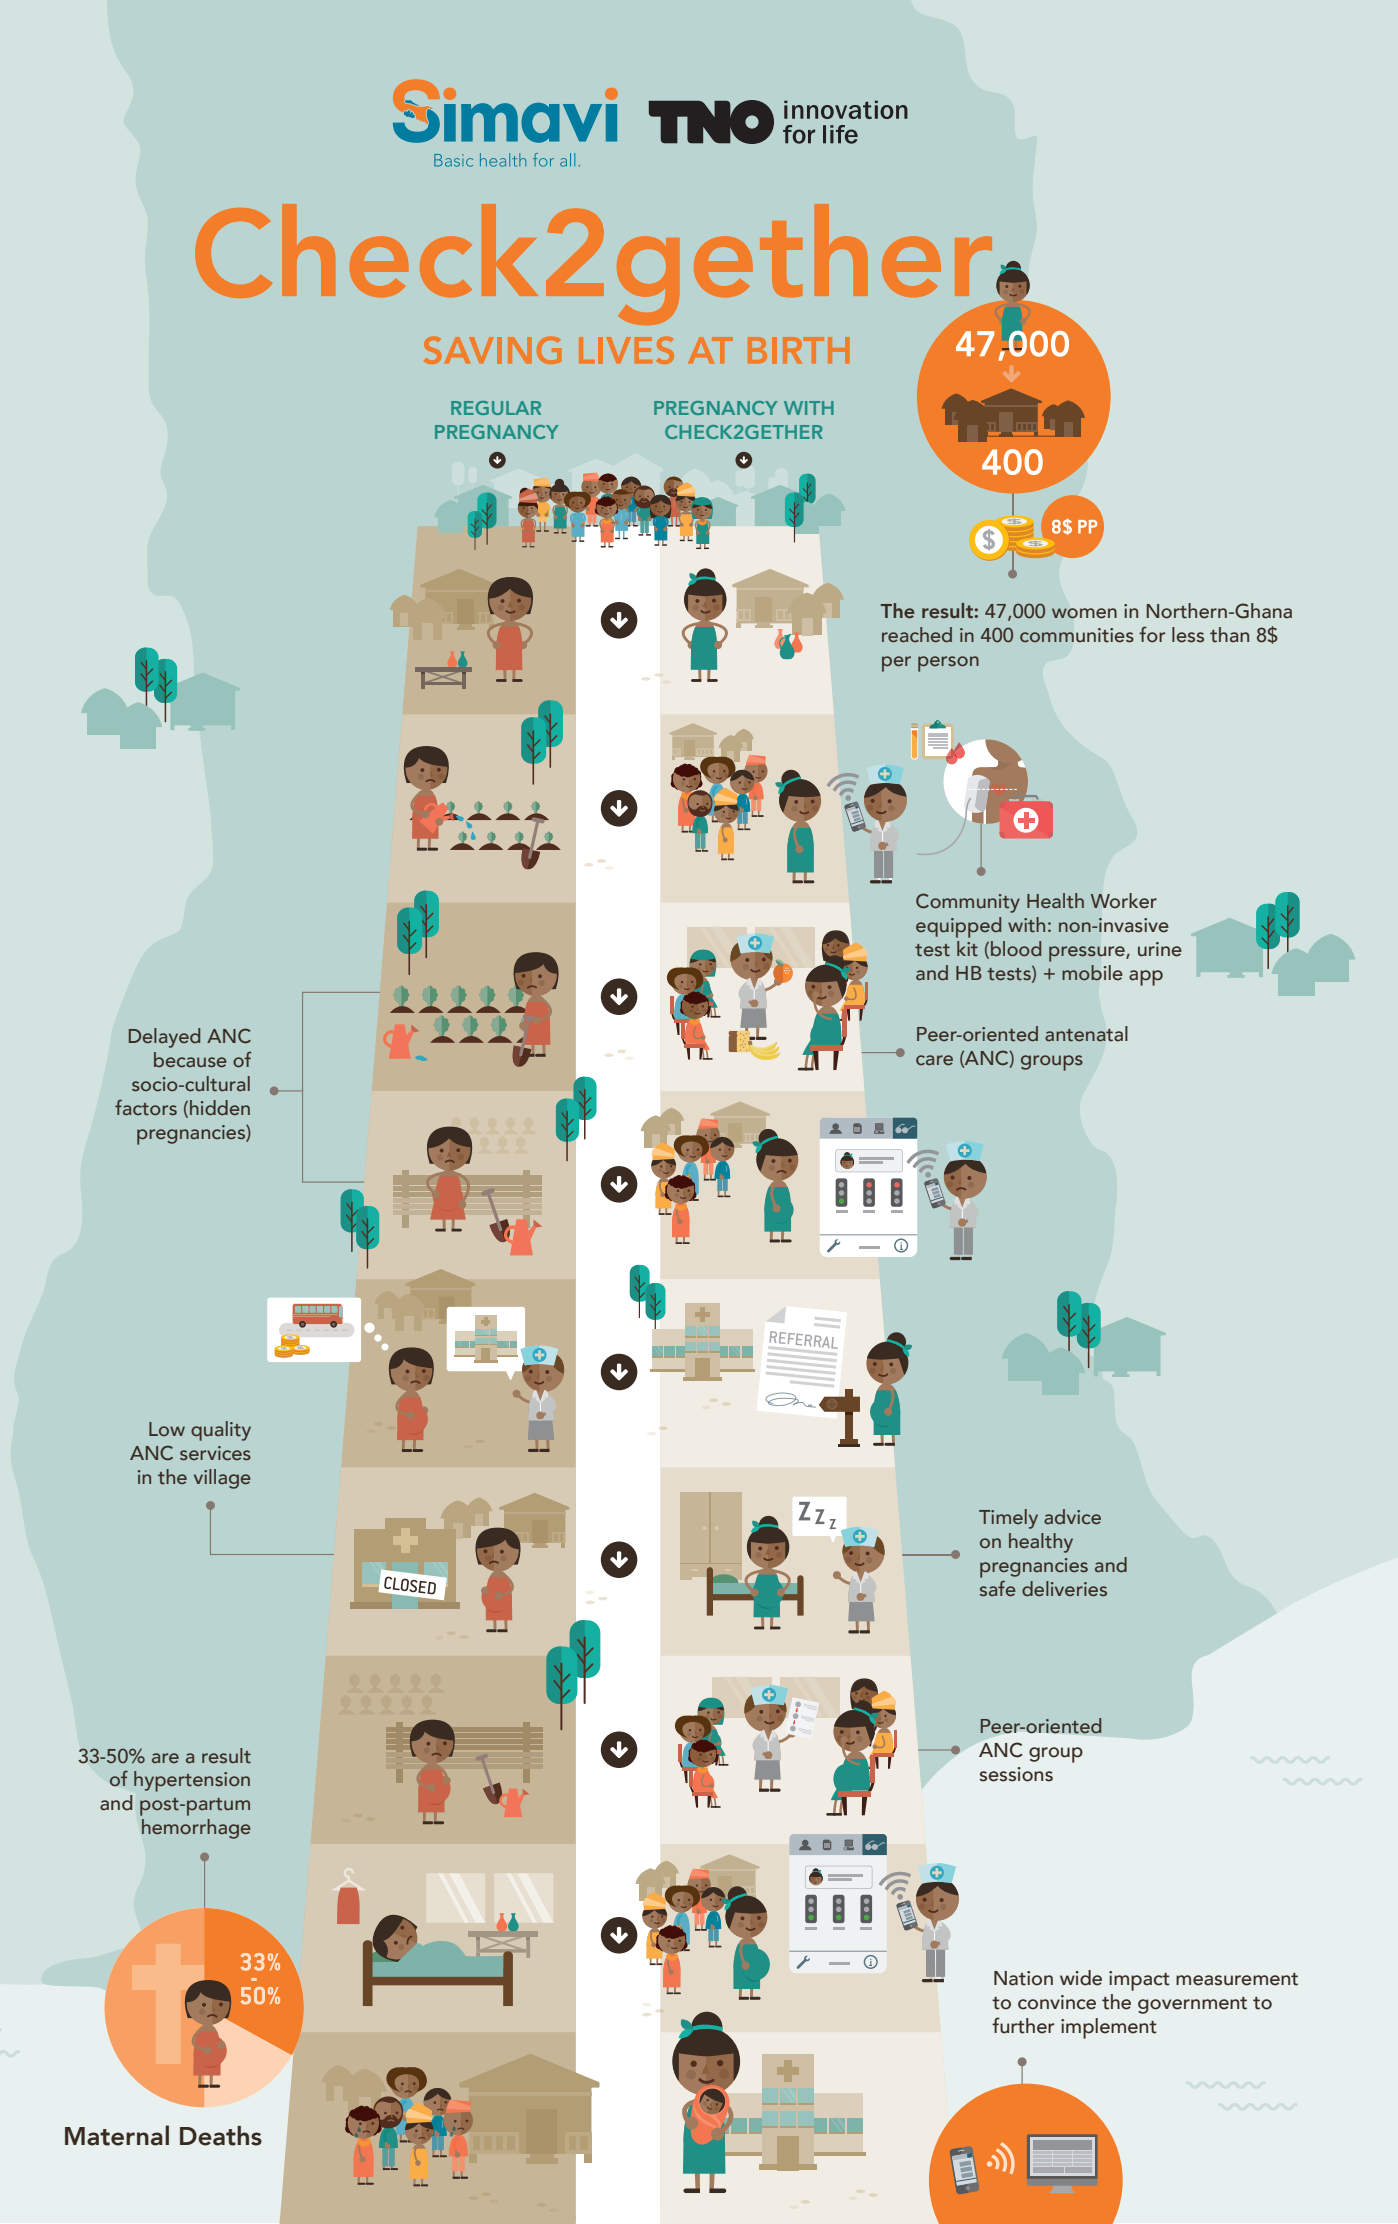 Simavi
Basic health for all.
TNO innovation
for life
Check2gether
SAVING LIVES AT BIRTH
REGULAR
PREGNANCY
PREGNANCY WITH
CHECK2GETHER
47,000
400
$
8$ PP
The result: 47,000 women in Northern-Ghana
reached in 400 communities for less than 8$
per person
Community Health Worker
equipped with: non-invasive
test kit (blood pressure, urine
and HB tests) + mobile app
Delayed ANC
because of
socio-cultural
factors (hidden
pregnancies)
Peer-oriented antenatal
care (ANC) groups
REFERRAL
Low quality
ANC services
in the village
CLOSED
Z Z Z
Timely advice
on healthy
pregnancies and
safe deliveries
Peer-oriented
ANC group
sessions
33-50% are a result
of hypertension
and post-partum
hemorrhage
33%
-
50%
Maternal Deaths
Nation wide impact measurement
to convince the government to
further implement